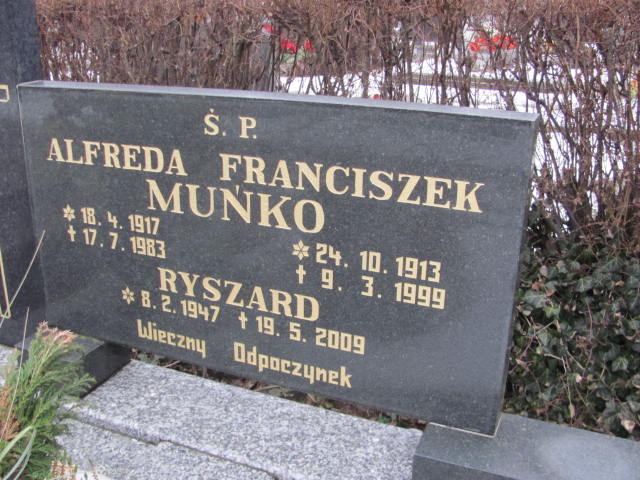 Ś. P.
ALFREDA FRANCISZEK
MUŃKO
* 18. 4. 1917
† 17. 7. 1983
* 24. 10. 1913
† 9. 3. 1999
RYSZARD
* 8. 2. 1947 † 19. 5. 2009
Wieczny Odpoczynek